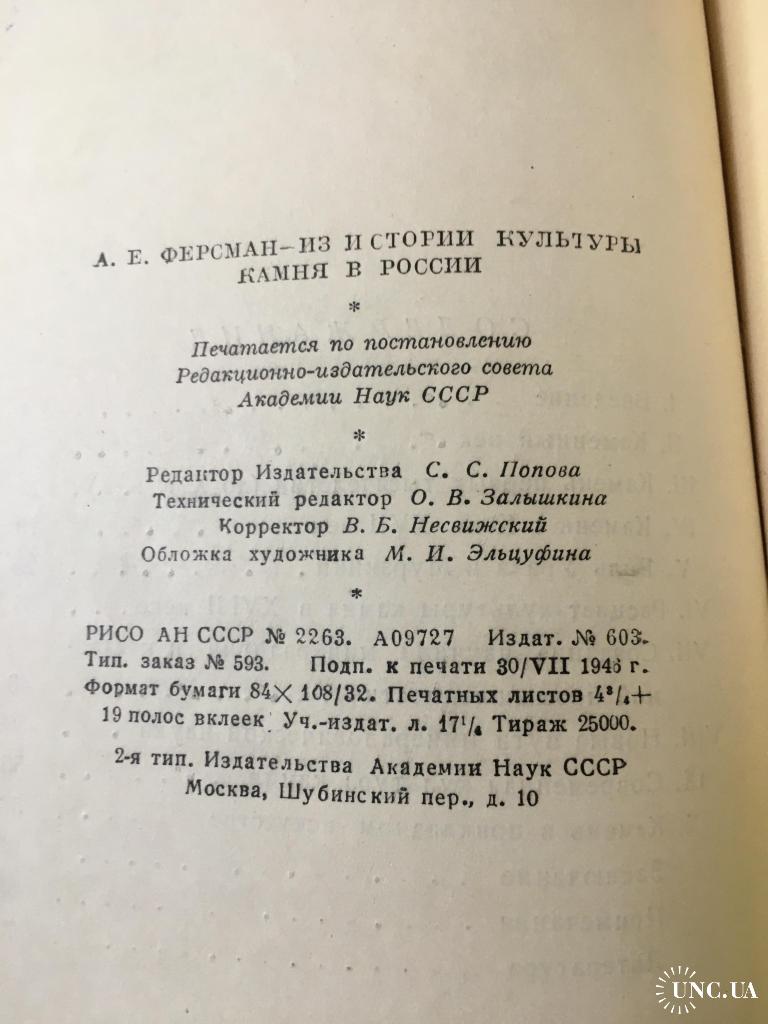 А. Е. ФЕРСМАН—ИЗ ИСТОРИИ КУЛЬТУРЫ
КАМНЯ В РОССИИ
*
Печатается по постановлению
Редакционно-издательского совета
Академии Наук СССР
*
Редактор Издательства С. С. Попова
Технический редактор О. В. Залышкина
Корректор В. Б. Несвижский
Обложка художника М. И. Эльцуфина
*
РИСО АН СССР № 2263. А09727 Издат. № 603.
Тип. заказ № 593. Подп. к печати 30/VII 1946 г.
Формат бумаги 84×108/32. Печатных листов 4³/₄+
19 полос вклеек. Уч.-издат. л. 17¹/₄ Тираж 25000.
2-я тип. Издательства Академии Наук СССР
Москва, Шубинский пер., д. 10
UNC.UA